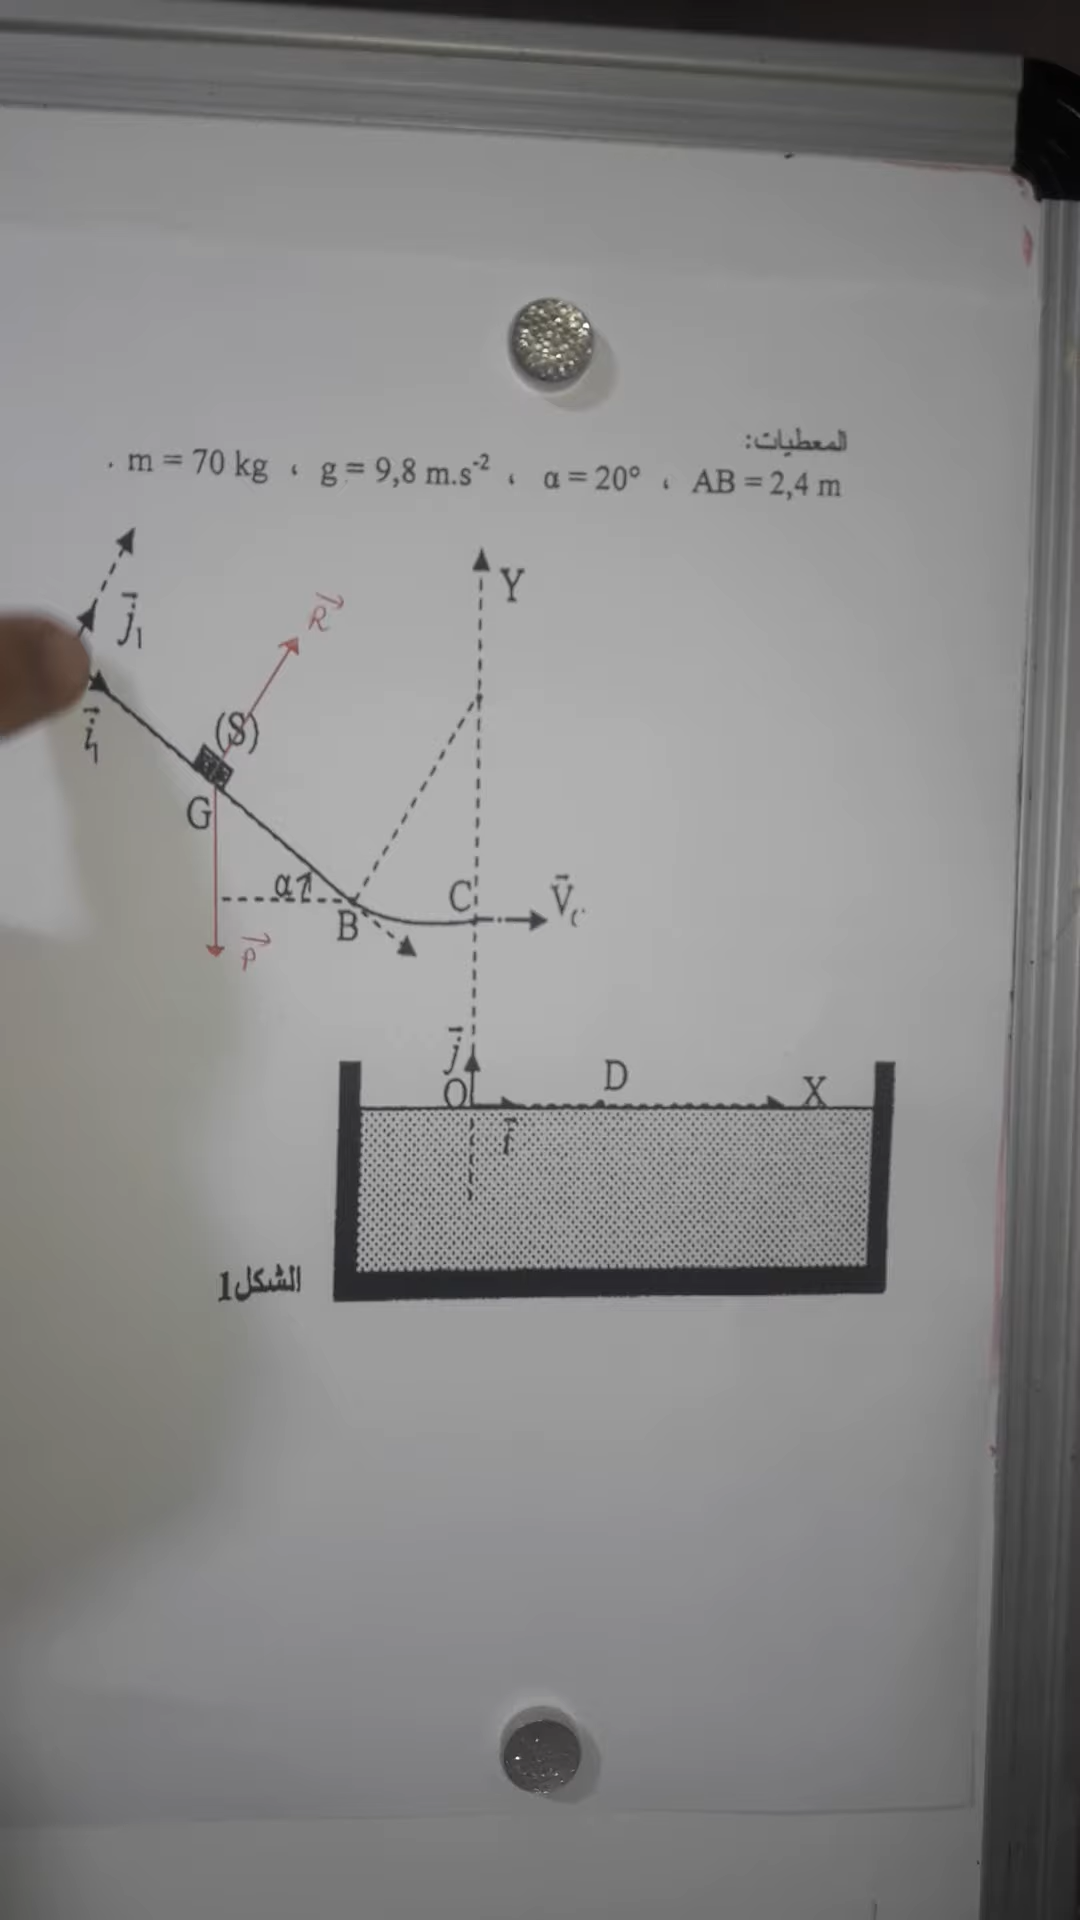 المعطيات:
. m = 70 kg ، g = 9,8 m.s⁻² ، α = 20° ، AB = 2,4 m
Y
R
j₁
i₁
(S)
G
α
B
C
V
P
j
O
D
X
i
الشكل1